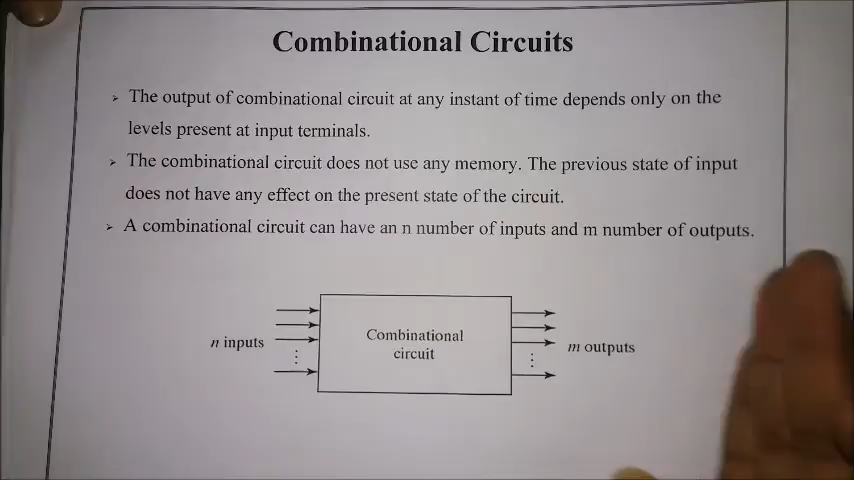 Combinational Circuits
➢ The output of combinational circuit at any instant of time depends only on the
levels present at input terminals.
➢ The combinational circuit does not use any memory. The previous state of input
does not have any effect on the present state of the circuit.
➢ A combinational circuit can have an n number of inputs and m number of outputs.
n inputs
Combinational
circuit
m outputs